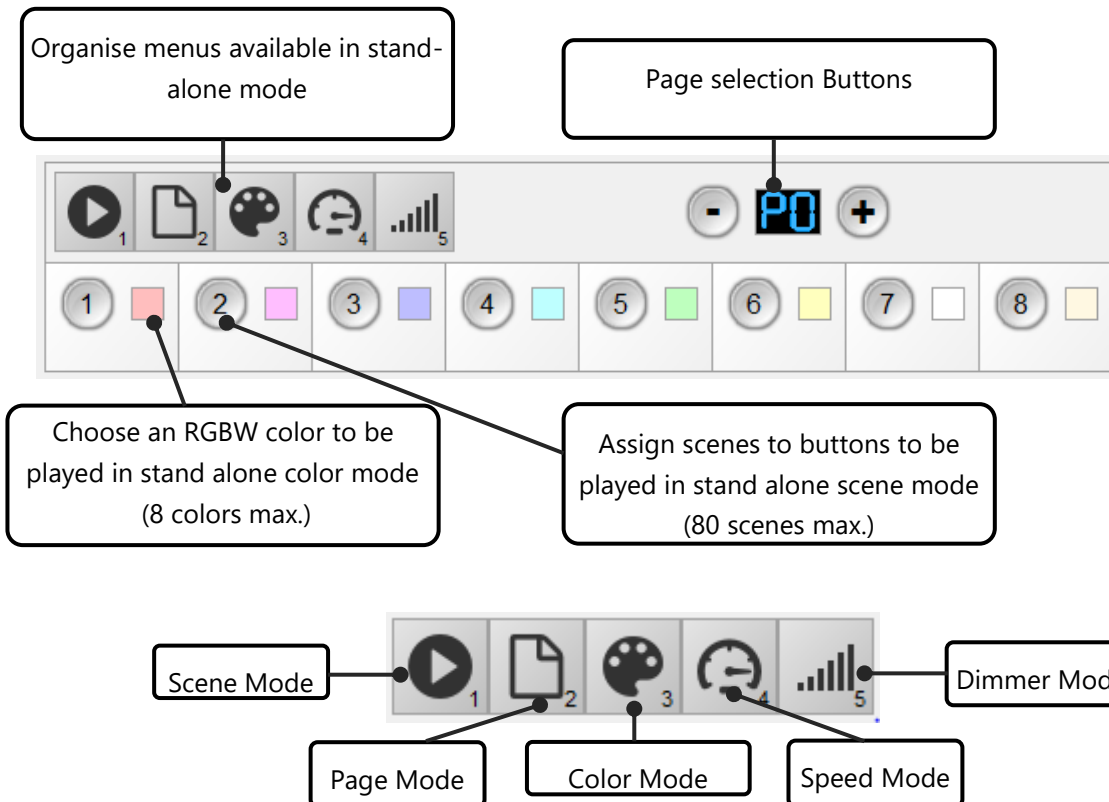 Organise menus available in stand-
alone mode
Page selection Buttons
1 2 3 4 5
- P0 +
1 2 3 4 5 6 7 8
Choose an RGBW color to be
played in stand alone color mode
(8 colors max.)
Assign scenes to buttons to be
played in stand alone scene mode
(80 scenes max.)
1 2 3 4 5
Scene Mode
Dimmer Mod
Page Mode
Color Mode
Speed Mode